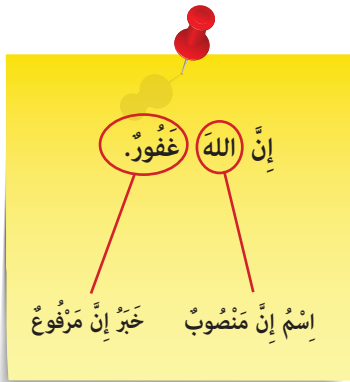 إِنَّ اللهَ غَفُورٌ.
اِسْمُ إِنَّ مَنْصُوبٌ خَبَرُ إِنَّ مَرْفُوعٌ